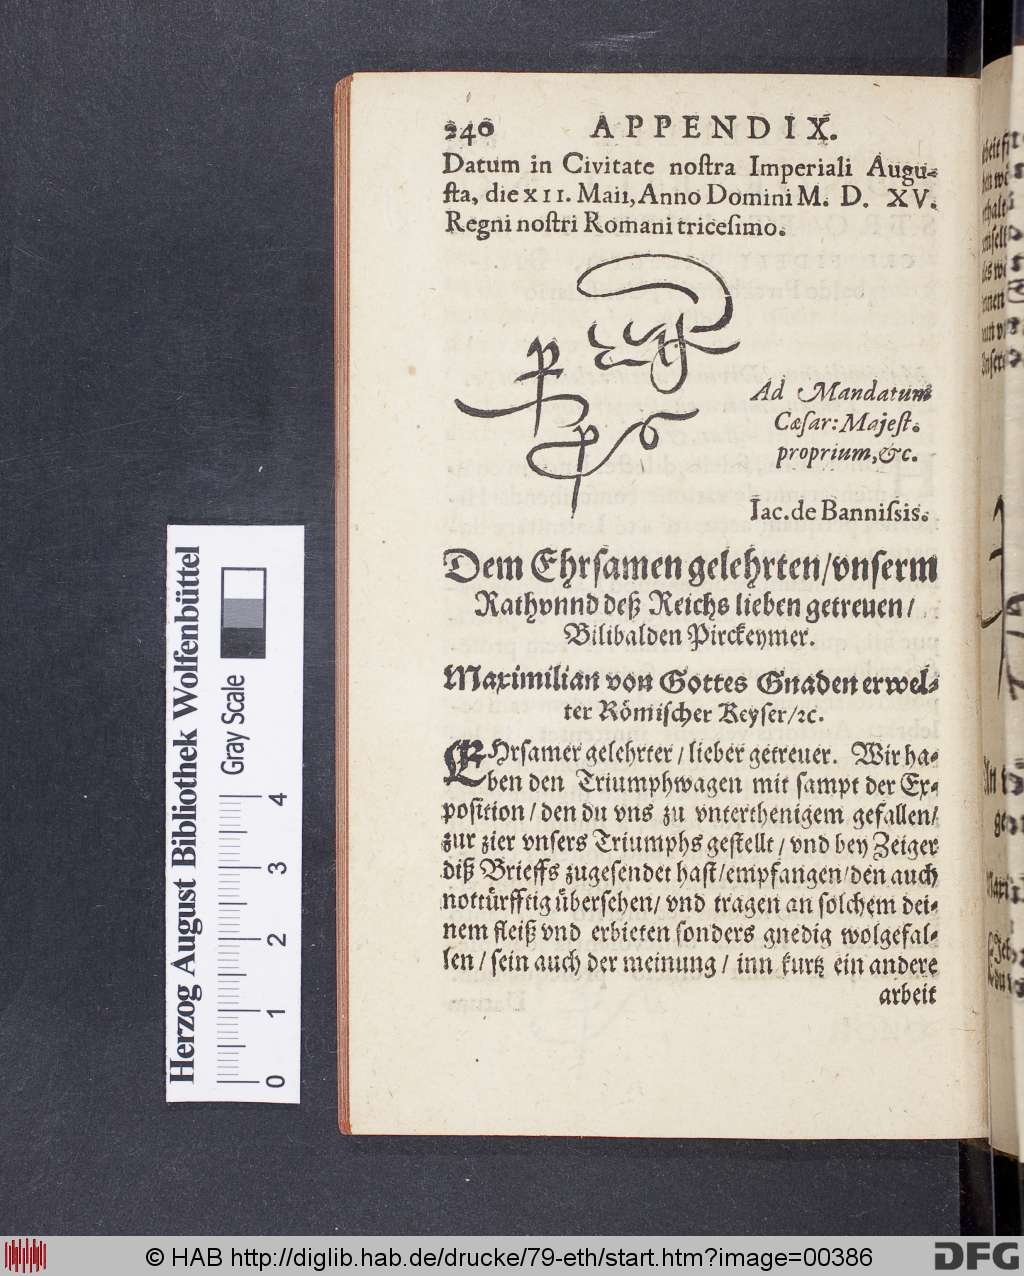 240 APPENDIX.
Datum in Civitate noſtra Imperiali Augu-
ſta, die XII. Maii, Anno Domini M. D. XV.
Regni noſtri Romani triceſimo.
Ad Mandatum
Cæſar: Majeſt.
proprium, &c.
Iac. de Banniſsis.
Dem Ehrſamen gelehrten/ vnſerm
Rath vnnd deß Reichs lieben getreuen/
Bilibalden Pirckeymer.
Maximilian von Gottes Gnaden erwel-
ter Römiſcher Keyſer/ ꝛc.
EHrſamer gelehrter/ lieber getreuer. Wir ha-
ben den Triumphwagen mit ſampt der Ex-
poſition/ den du vns zu vnterthenigem gefallen/
zur zier vnſers Triumphs geſtellt/ vnd bey Zeiger
diß Brieffs zugeſendet haſt/ empfangen/ den auch
nottürfftig überſehen/ vnd tragen an ſolchem dei-
nem fleiß vnd erbieten ſonders gnedig wolgefal-
len/ ſein auch der meinung/ inn kurtz ein andere
arbeit
Herzog August Bibliothek Wolfenbüttel
Gray Scale
0 1 2 3 4
© HAB http://diglib.hab.de/drucke/79-eth/start.htm?image=00386
DFG